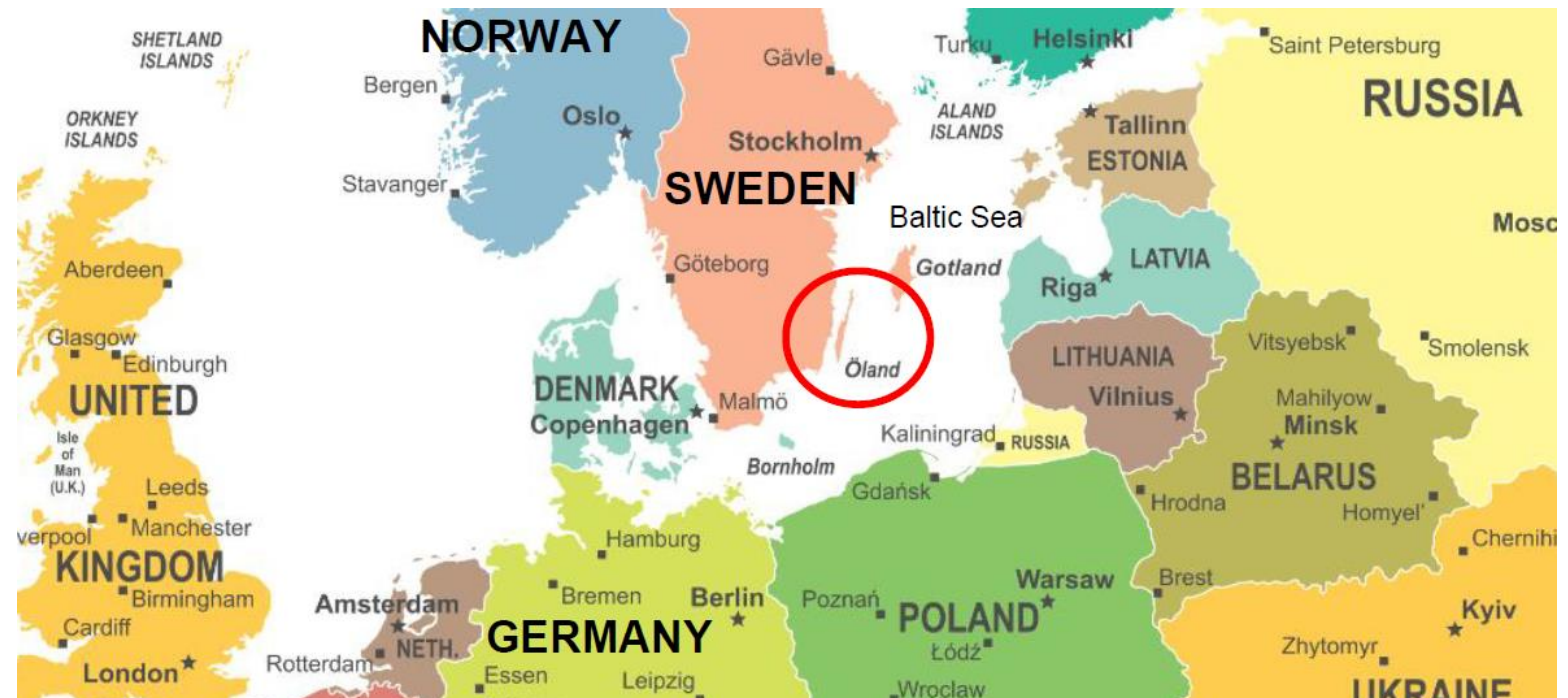 SHETLAND
ISLANDS
NORWAY
Bergen
Gävle
Turku
Helsinki
Saint Petersburg
RUSSIA
ORKNEY
ISLANDS
Oslo
Stockholm
ALAND
ISLANDS
Tallinn
ESTONIA
Stavanger
SWEDEN
Baltic Sea
Mosc
Aberdeen
Göteborg
Gotland
Riga
LATVIA
Glasgow
Edinburgh
UNITED
DENMARK
Copenhagen
Malmö
Öland
LITHUANIA
Vilnius
Vitsyebsk
Smolensk
Mahilyow
Minsk
Isle
of
Man
(U.K.)
Bornholm
Kaliningrad
RUSSIA
BELARUS
Leeds
verpool
Manchester
Gdańsk
Hrodna
Homyel'
KINGDOM
Birmingham
Hamburg
Chernihi
Amsterdam
Bremen
Berlin
Poznań
Warsaw
Brest
Kyiv
Cardiff
NETH.
GERMANY
POLAND
Łódź
Zhytomyr
London
Rotterdam
Essen
Leipzig
Wroclaw
UKRAINE